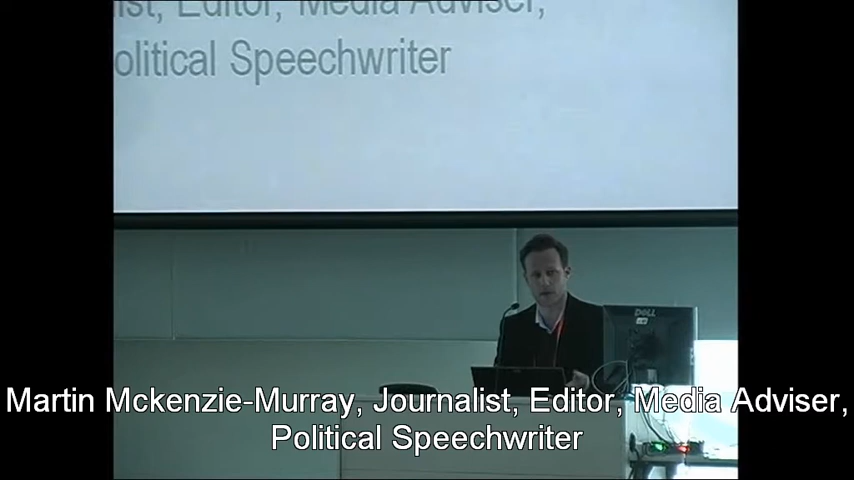 ist, Editor, Media Adviser,
olitical Speechwriter
DELL
Martin Mckenzie-Murray, Journalist, Editor, Media Adviser,
Political Speechwriter